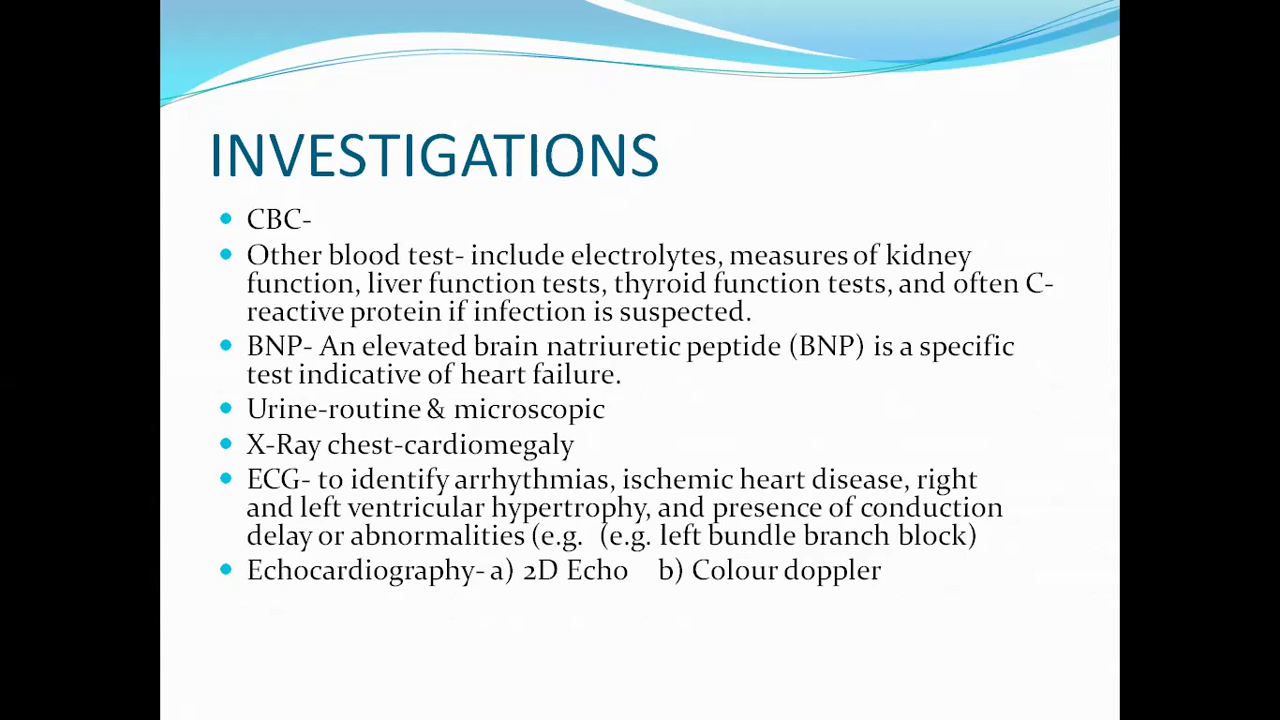 INVESTIGATIONS
• CBC-
• Other blood test- include electrolytes, measures of kidney
function, liver function tests, thyroid function tests, and often C-
reactive protein if infection is suspected.
• BNP- An elevated brain natriuretic peptide (BNP) is a specific
test indicative of heart failure.
• Urine-routine & microscopic
• X-Ray chest-cardiomegaly
• ECG- to identify arrhythmias, ischemic heart disease, right
and left ventricular hypertrophy, and presence of conduction
delay or abnormalities (e.g. (e.g. left bundle branch block)
• Echocardiography- a) 2D Echo b) Colour doppler